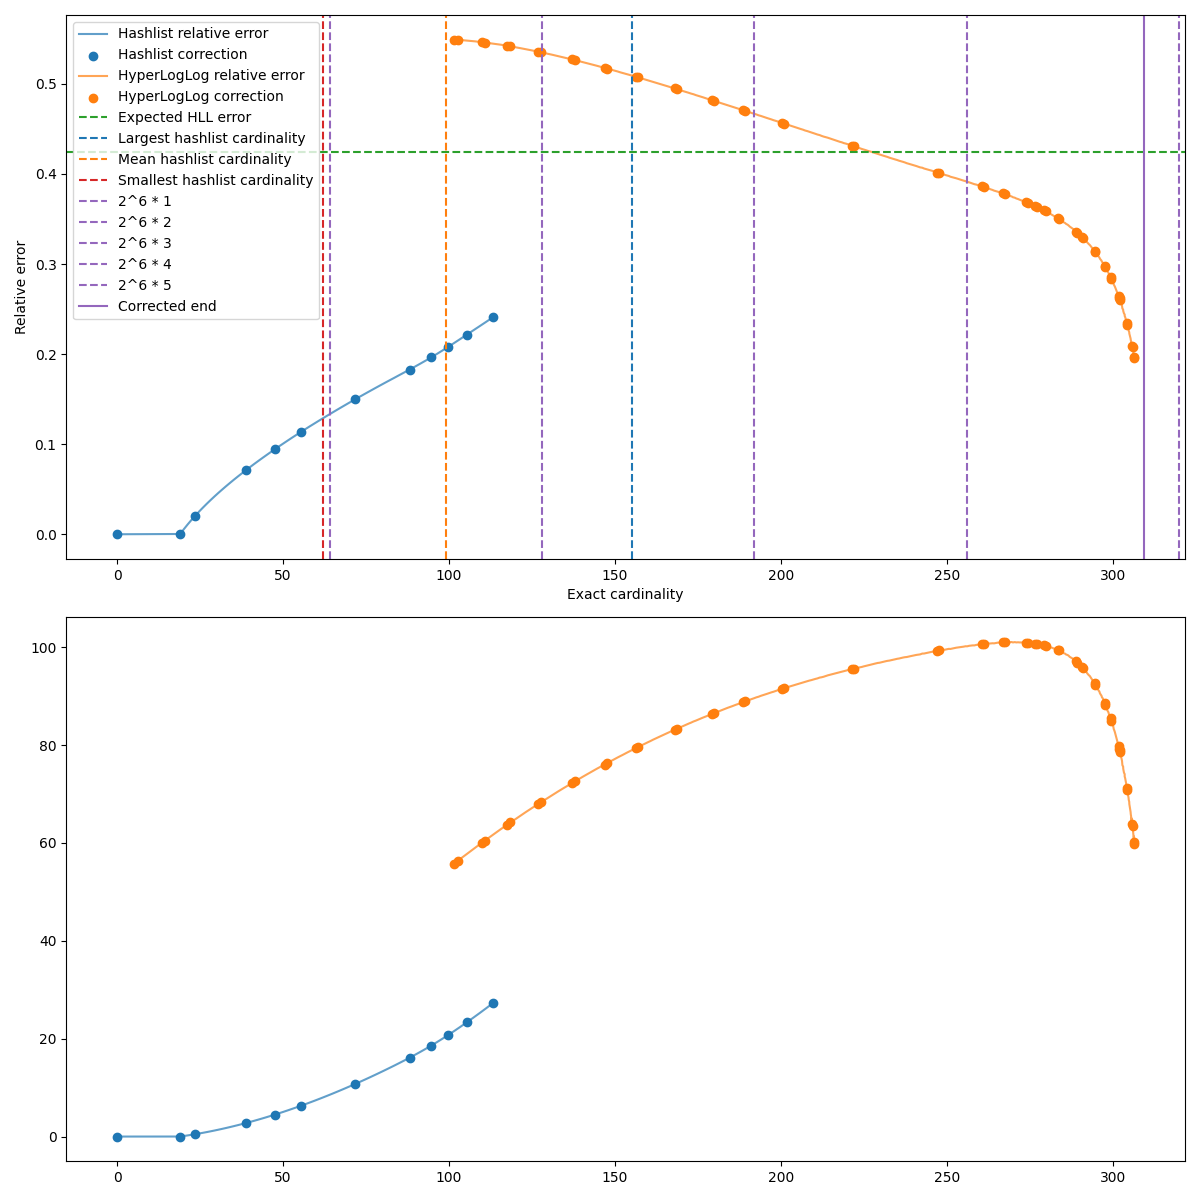 Hashlist relative error
Hashlist correction
HyperLogLog relative error
HyperLogLog correction
Expected HLL error
Largest hashlist cardinality
Mean hashlist cardinality
Smallest hashlist cardinality
2^6 * 1
2^6 * 2
2^6 * 3
2^6 * 4
2^6 * 5
Corrected end
Relative error
0.5
0.4
0.3
0.2
0.1
0.0
0 50 100 150 200 250 300
Exact cardinality
100
80
60
40
20
0
0 50 100 150 200 250 300